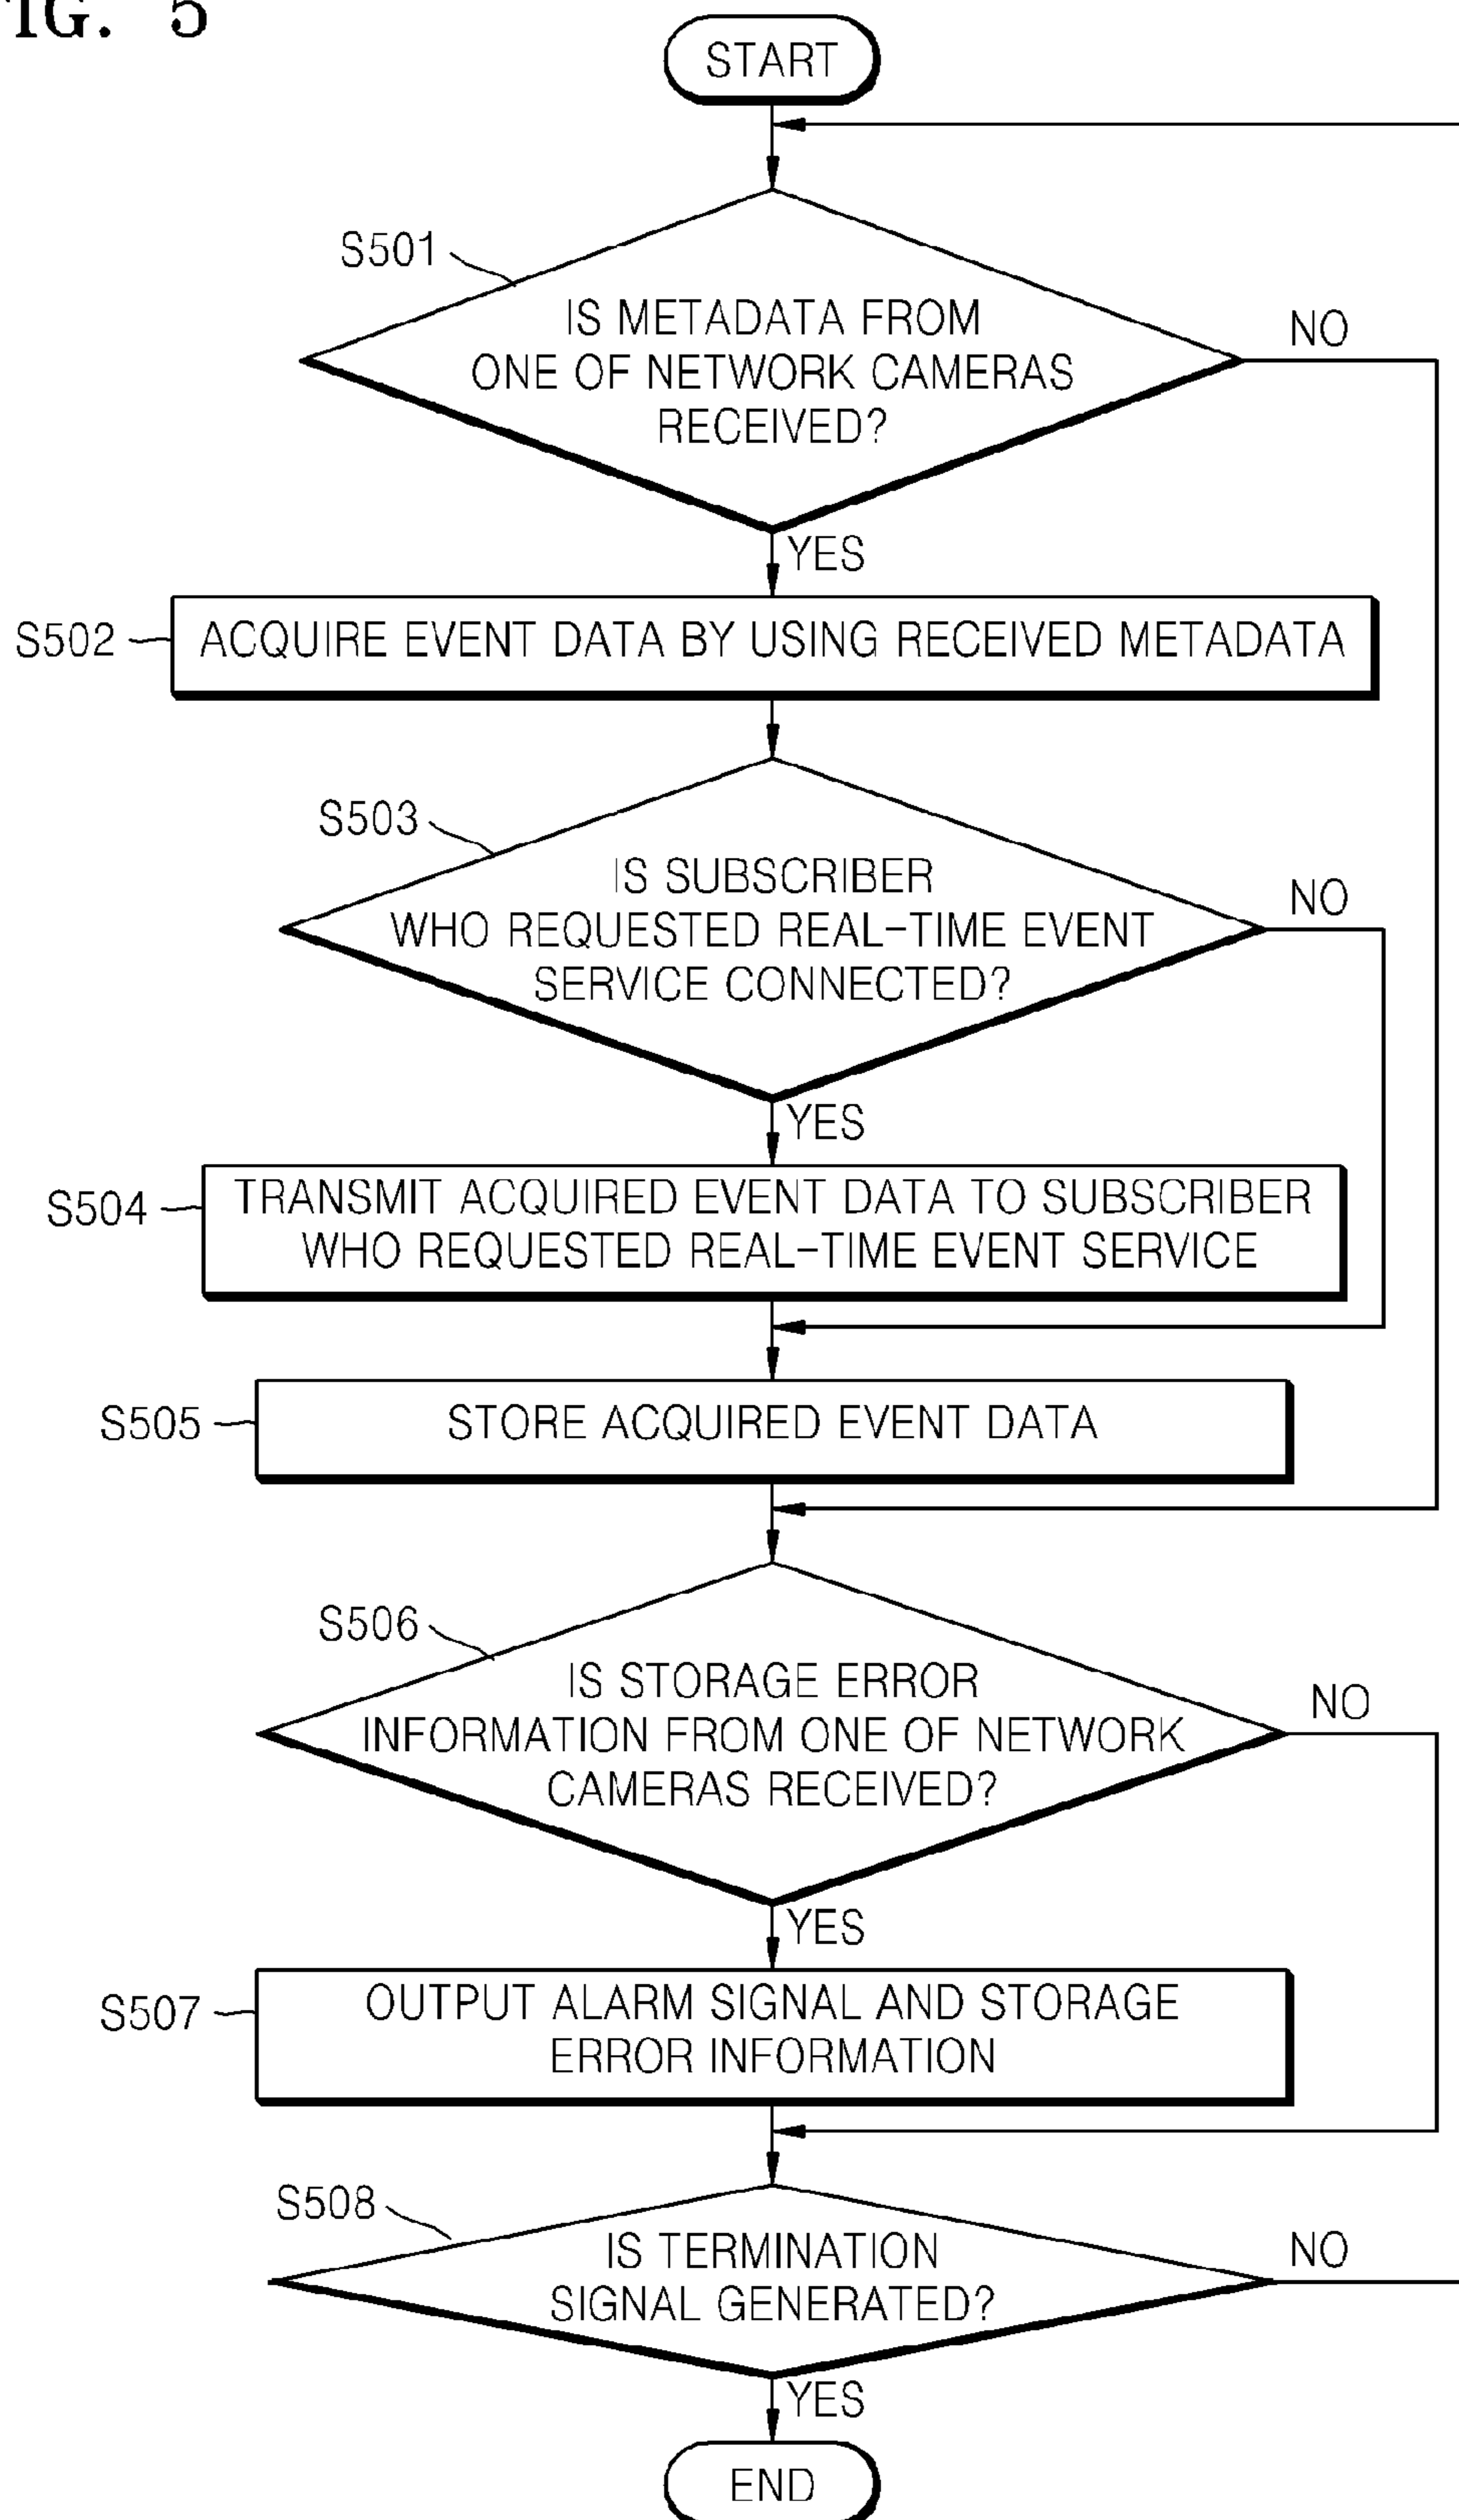 FIG. 5
START
S501
IS METADATA FROM
ONE OF NETWORK CAMERAS
RECEIVED?
NO
YES
S502
ACQUIRE EVENT DATA BY USING RECEIVED METADATA
S503
IS SUBSCRIBER
WHO REQUESTED REAL-TIME EVENT
SERVICE CONNECTED?
NO
YES
S504
TRANSMIT ACQUIRED EVENT DATA TO SUBSCRIBER
WHO REQUESTED REAL-TIME EVENT SERVICE
S505
STORE ACQUIRED EVENT DATA
S506
IS STORAGE ERROR
INFORMATION FROM ONE OF NETWORK
CAMERAS RECEIVED?
NO
YES
S507
OUTPUT ALARM SIGNAL AND STORAGE
ERROR INFORMATION
S508
IS TERMINATION
SIGNAL GENERATED?
NO
YES
END